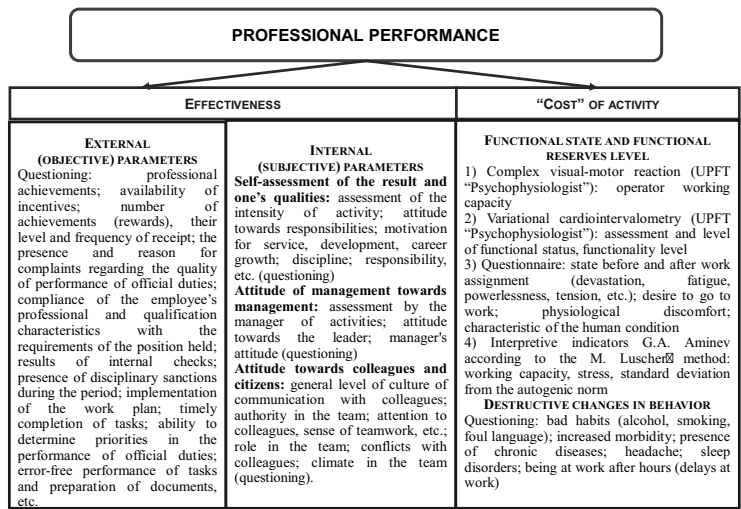 PROFESSIONAL PERFORMANCE
EFFECTIVENESS
“COST” OF ACTIVITY
EXTERNAL
(OBJECTIVE) PARAMETERS
Questioning: professional
achievements; availability of
incentives; number of
achievements (rewards), their
level and frequency of receipt; the
presence and reason for
complaints regarding the quality
of performance of official duties;
compliance of the employee’s
professional and qualification
characteristics with the
requirements of the position held;
results of internal checks;
presence of disciplinary sanctions
during the period; implementation
of the work plan; timely
completion of tasks; ability to
determine priorities in the
performance of official duties;
error-free performance of tasks
and preparation of documents,
etc.
INTERNAL
(SUBJECTIVE) PARAMETERS
Self-assessment of the result and
one’s qualities: assessment of the
intensity of activity; attitude
towards responsibilities; motivation
for service, development, career
growth; discipline; responsibility,
etc. (questioning)
Attitude of management towards
management: assessment by the
manager of activities; attitude
towards the leader; manager's
attitude (questioning)
Attitude towards colleagues and
citizens: general level of culture of
communication with colleagues;
authority in the team; attention to
colleagues, sense of teamwork, etc.;
role in the team; conflicts with
colleagues; climate in the team
(questioning).
FUNCTIONAL STATE AND FUNCTIONAL
RESERVES LEVEL
1) Complex visual-motor reaction (UPFT
“Psychophysiologist”): operator working
capacity
2) Variational cardiointervalometry (UPFT
“Psychophysiologist”): assessment and level
of functional status, functionality level
3) Questionnaire: state before and after work
assignment (devastation, fatigue,
powerlessness, tension, etc.); desire to go to
work; physiological discomfort;
characteristic of the human condition
4) Interpretive indicators G.A. Aminev
according to the M. Luscher method:
working capacity, stress, standard deviation
from the autogenic norm
DESTRUCTIVE CHANGES IN BEHAVIOR
Questioning: bad habits (alcohol, smoking,
foul language); increased morbidity; presence
of chronic diseases; headache; sleep
disorders; being at work after hours (delays at
work)